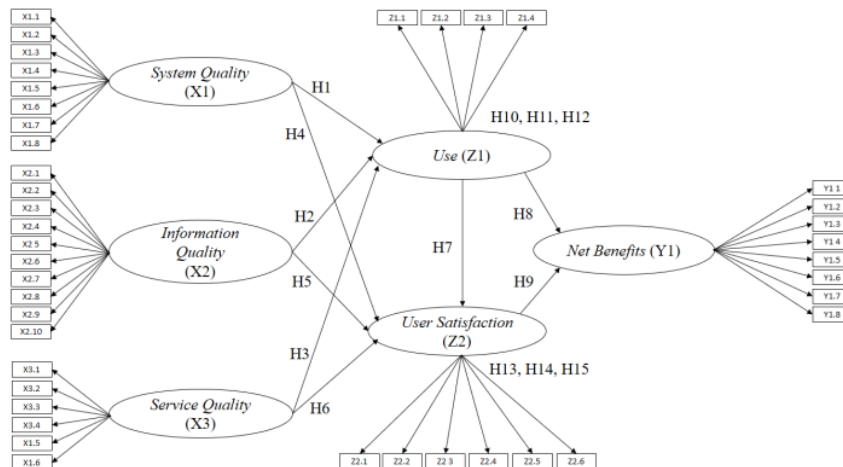 X1.1
X1.2
X1.3
X1.4
X1.5
X1.6
X1.7
X1.8
System Quality
(X1)
X2.1
X2.2
X2.3
X2.4
X2 5
X2.6
X2.7
X2.8
X2.9
X2.10
Information
Quality
(X2)
X3.1
X3.2
X3.3
X3.4
X1.5
X1.6
Service Quality
(X3)
H1
H4
H2
H5
H3
H6
Z1.1
Z1.2
Z1.3
Z1.4
H10, H11, H12
Use (Z1)
H7
H8
H9
User Satisfaction
(Z2)
H13, H14, H15
Z2.1
Z2.2
Z2 3
Z2.4
Z2.5
Z2.6
Net Benefits (Y1)
Y1 1
Y1.2
Y1.3
Y1 4
Y1.5
Y1.6
Y1.7
Y1.8